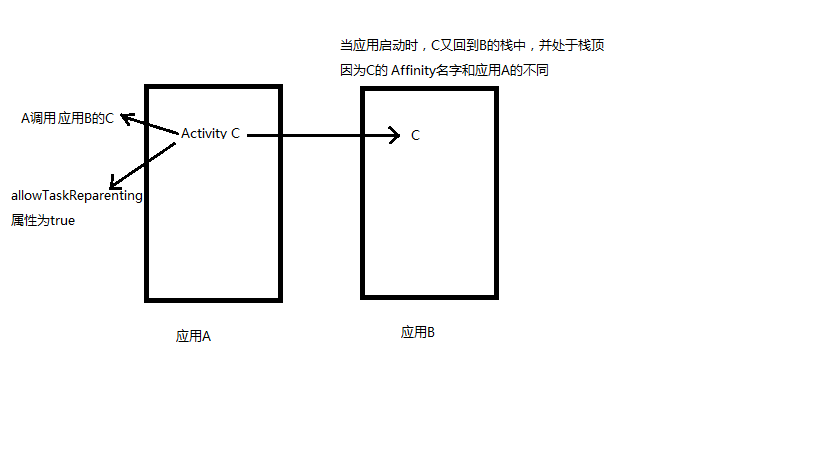 当应用启动时，C又回到B的栈中，并处于栈顶
因为C的 Affinity名字和应用A的不同
A调用 应用B的C
Activity C
C
allowTaskReparenting
属性为true
应用A
应用B